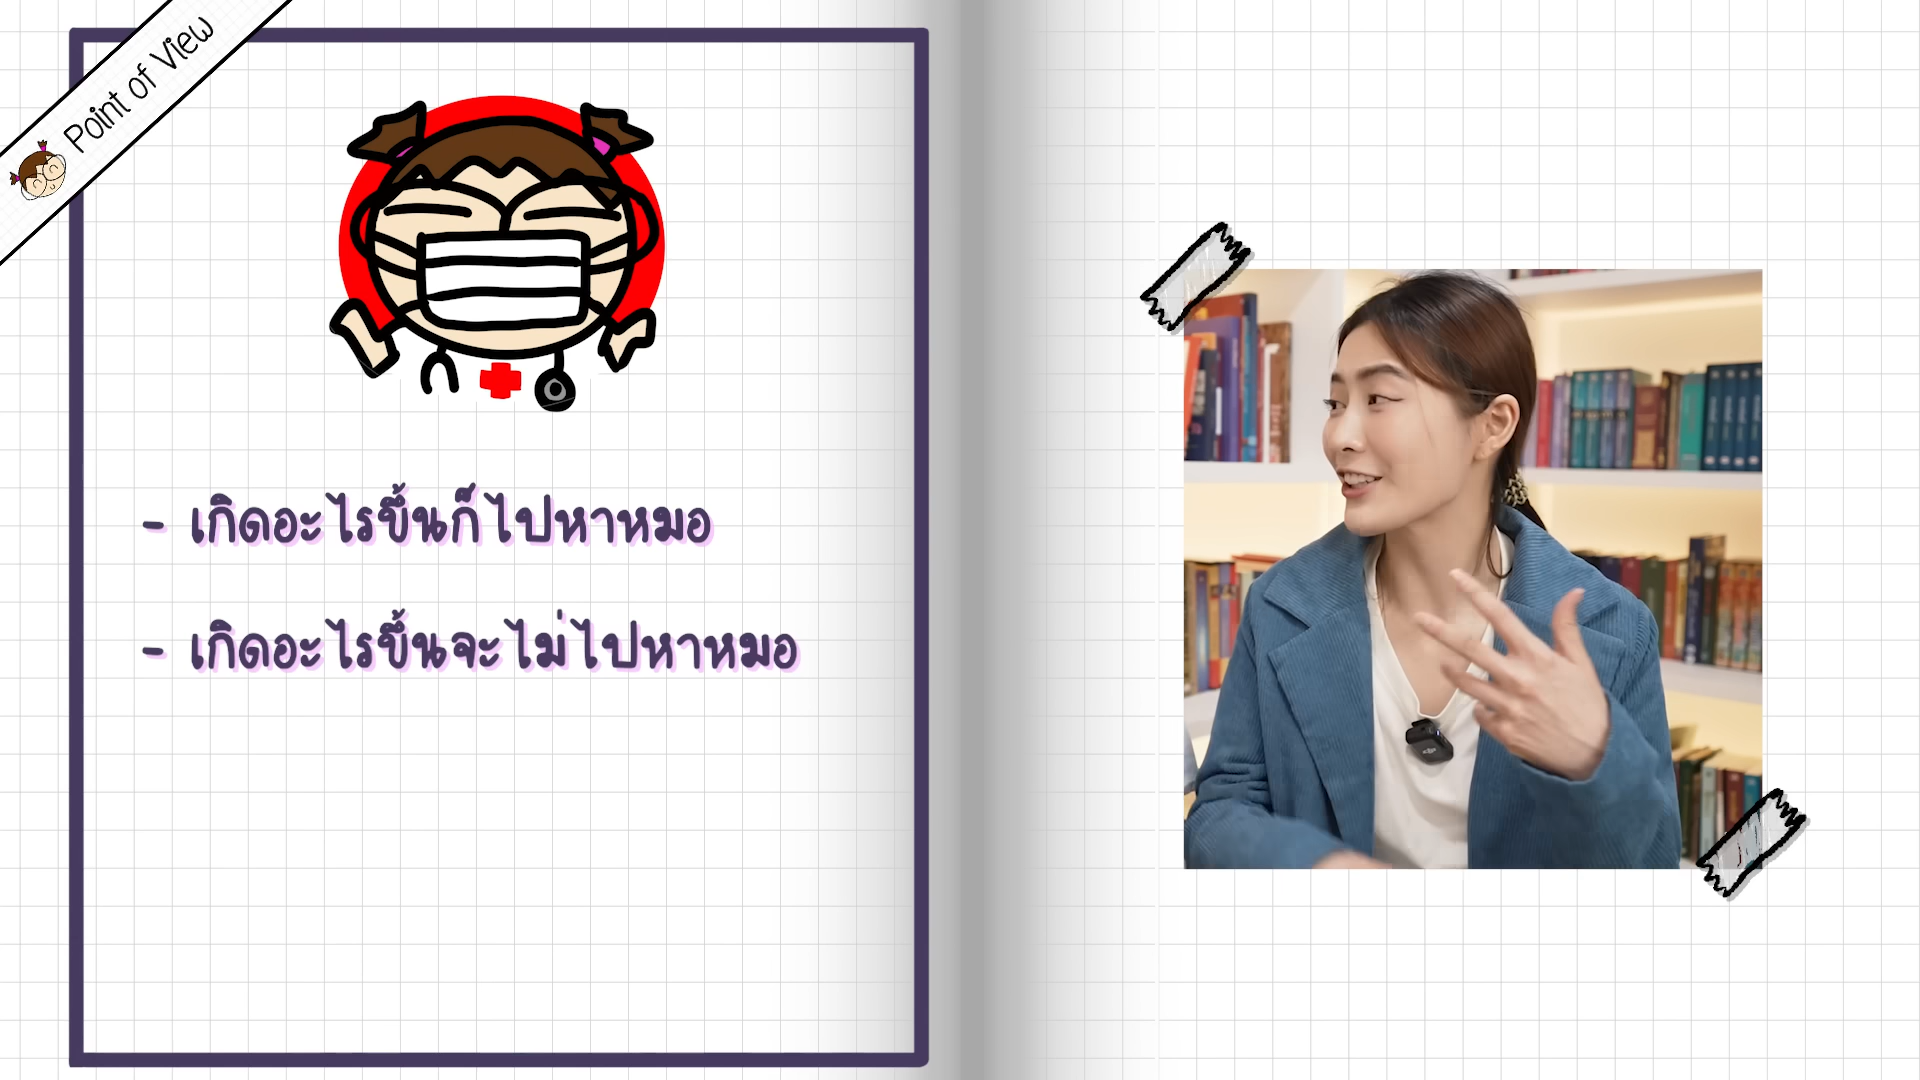 Point of View
- เกิดอะไรขึ้นก็ไปหาหมอ
- เกิดอะไรขึ้นจะไม่ไปหาหมอ